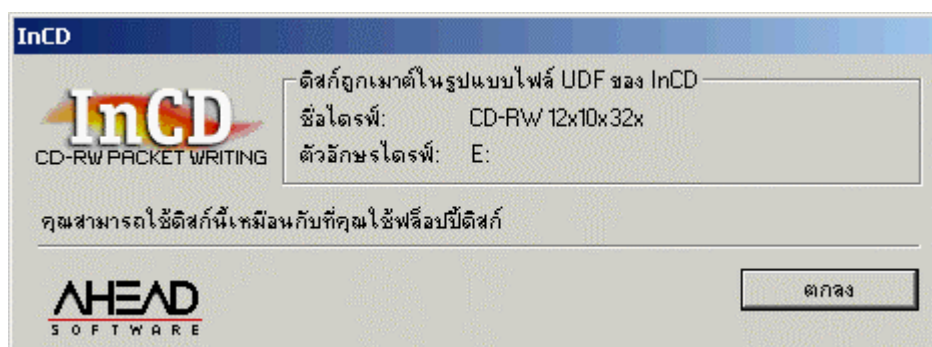 InCD
InCD
CD-RW PACKET WRITING
ดิสก์ถูกเมาต์ในรูปแบบไฟล์ UDF ของ InCD
ชื่อไดรฟ์: CD-RW 12x10x32x
ตัวอักษรไดรฟ์: E:
คุณสามารถใช้ดิสก์นี้เหมือนกับที่คุณใช้ฟล็อปปี้ดิสก์
AHEAD
SOFTWARE
ตกลง